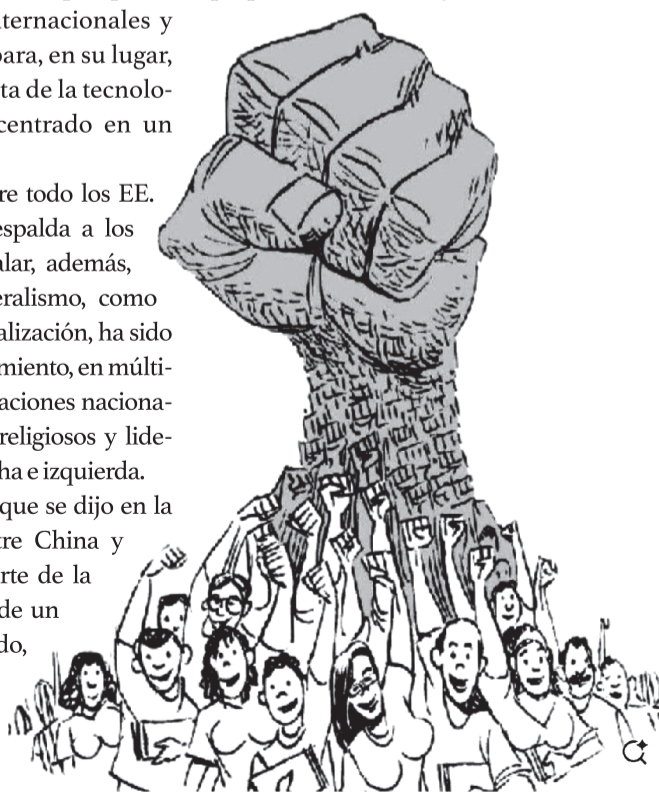 ternacionales y
para, en su lugar,
ta de la tecnolo-
centrado en un
re todo los EE.
espalda a los
alar, además,
eralismo, como
alización, ha sido
miento, en múlti-
aciones naciona-
religiosos y lide-
ha e izquierda.
que se dijo en la
tre China y
rte de la
de un
do,